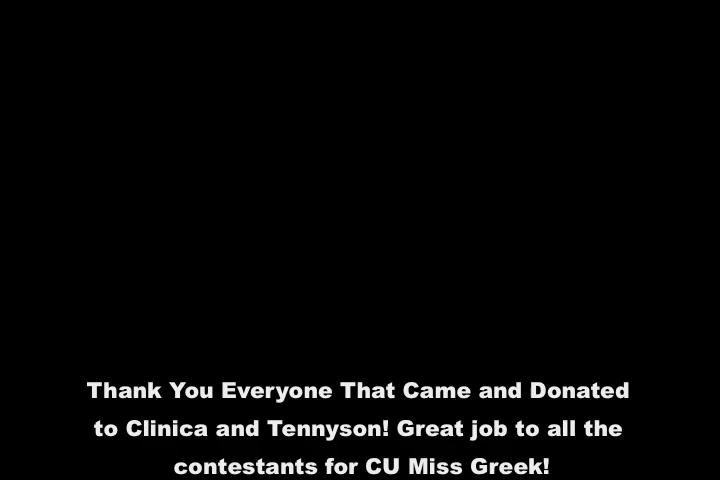 Thank You Everyone That Came and Donated
to Clinica and Tennyson! Great job to all the
contestants for CU Miss Greek!